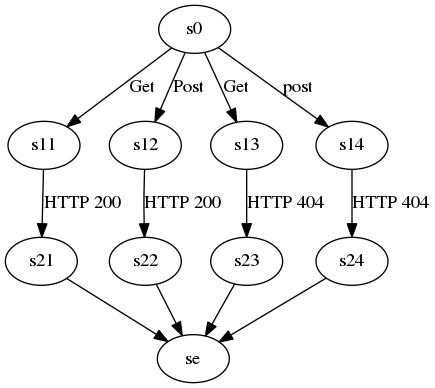 s0
Get Post Get post
s11 s12 s13 s14
HTTP 200 HTTP 200 HTTP 404 HTTP 404
s21 s22 s23 s24
se